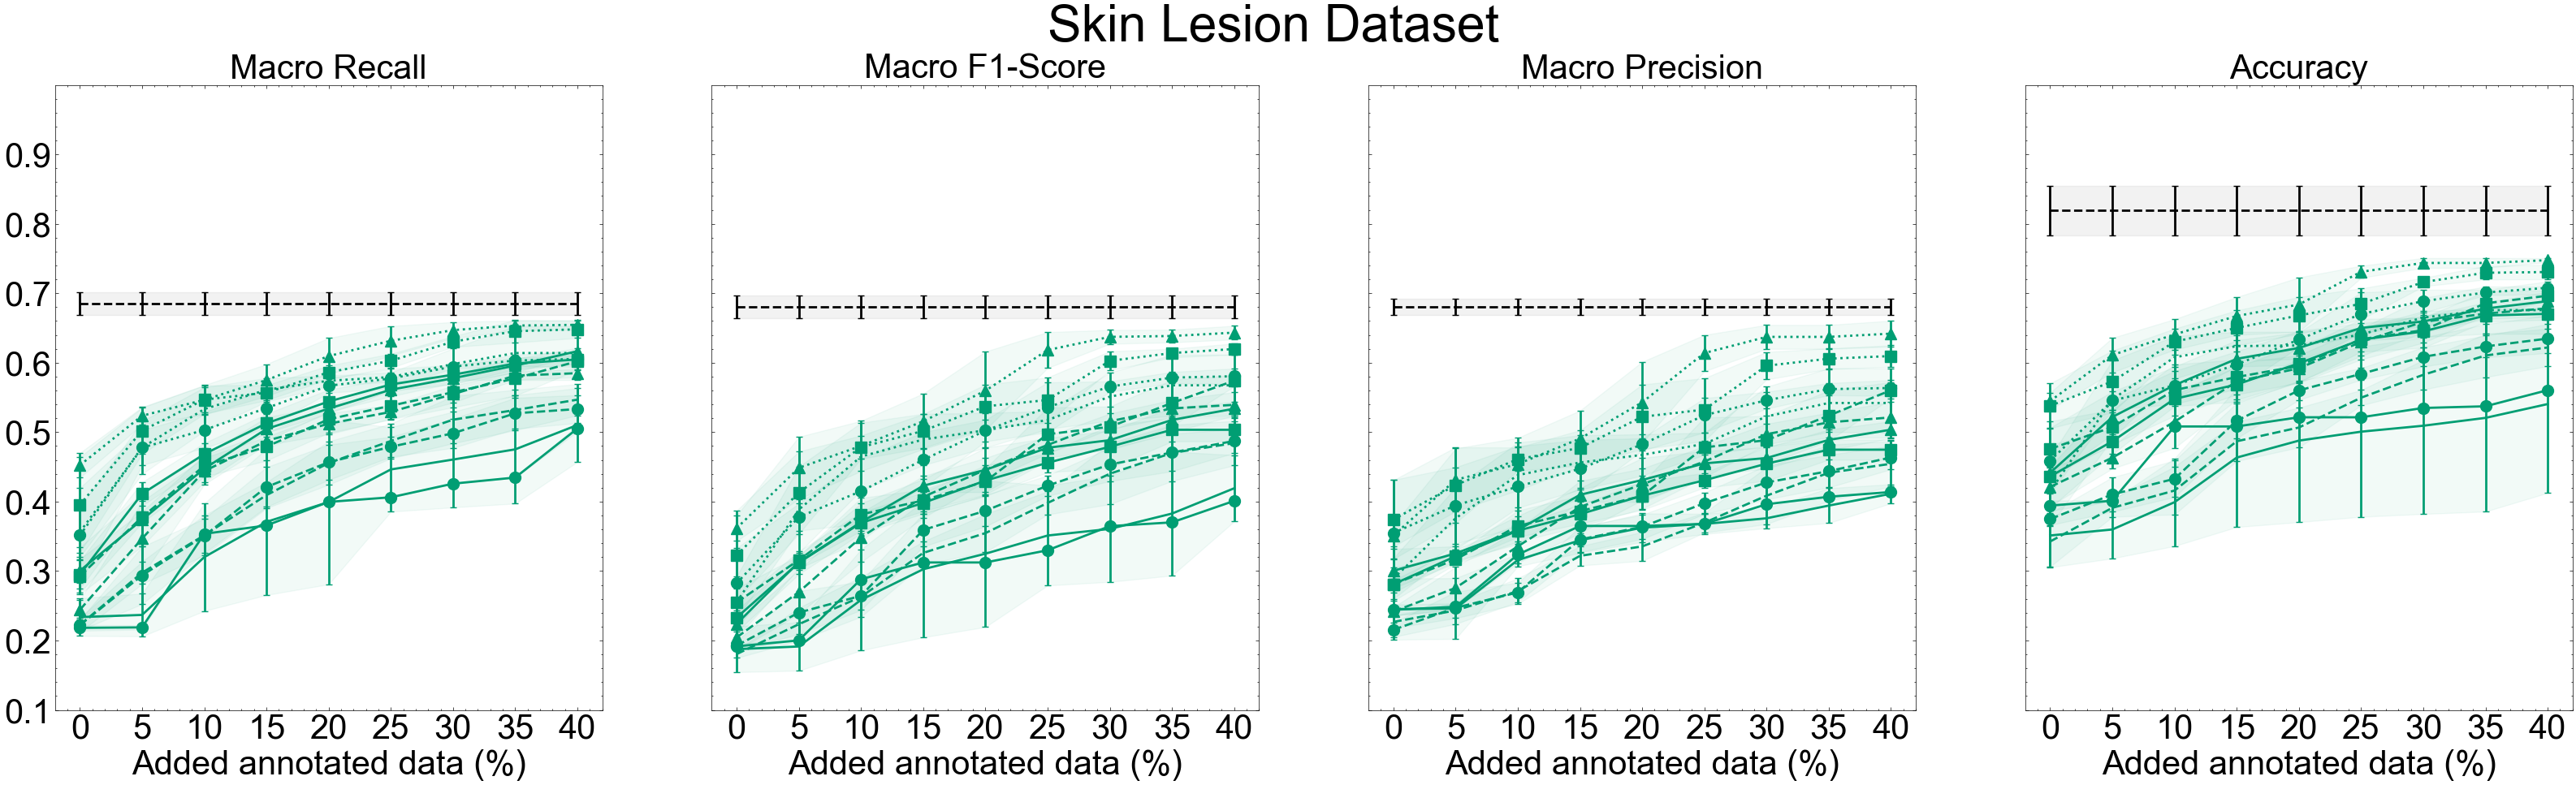 Skin Lesion Dataset
Macro Recall
Macro F1-Score
Macro Precision
Accuracy
0.9
0.8
0.7
0.6
0.5
0.4
0.3
0.2
0.1
0 5 10 15 20 25 30 35 40
0 5 10 15 20 25 30 35 40
0 5 10 15 20 25 30 35 40
0 5 10 15 20 25 30 35 40
Added annotated data (%)
Added annotated data (%)
Added annotated data (%)
Added annotated data (%)